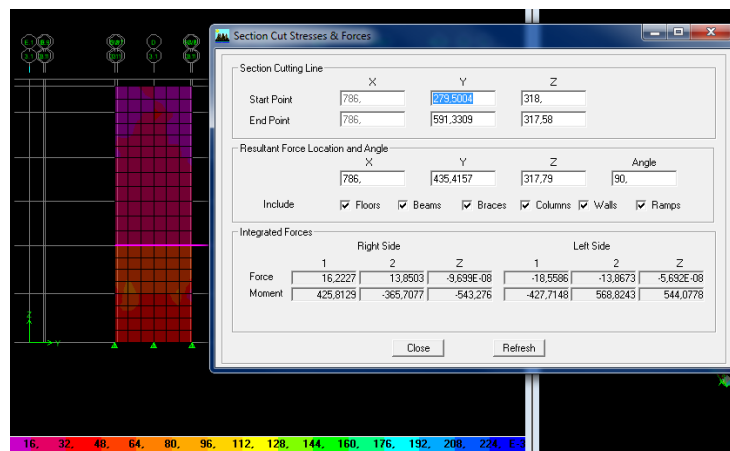 Section Cut Stresses & Forces
Section Cutting Line
X Y Z
Start Point 786, 279,5004 318,
End Point 786, 591,3309 317,58
Resultant Force Location and Angle
X Y Z Angle
786, 435,4157 317,79 90,
Include Floors Beams Braces Columns Walls Ramps
Integrated Forces
Right Side Left Side
1 2 Z 1 2 Z
Force 16,2227 13,8503 -9,699E-08 -18,5586 -13,8673 -5,692E-08
Moment 425,8129 -365,7077 -543,276 -427,7148 568,8243 544,0778
Close Refresh
D
3.1
Z
Y
16, 32, 48, 64, 80, 96, 112, 128, 144, 160, 176, 192, 208, 224